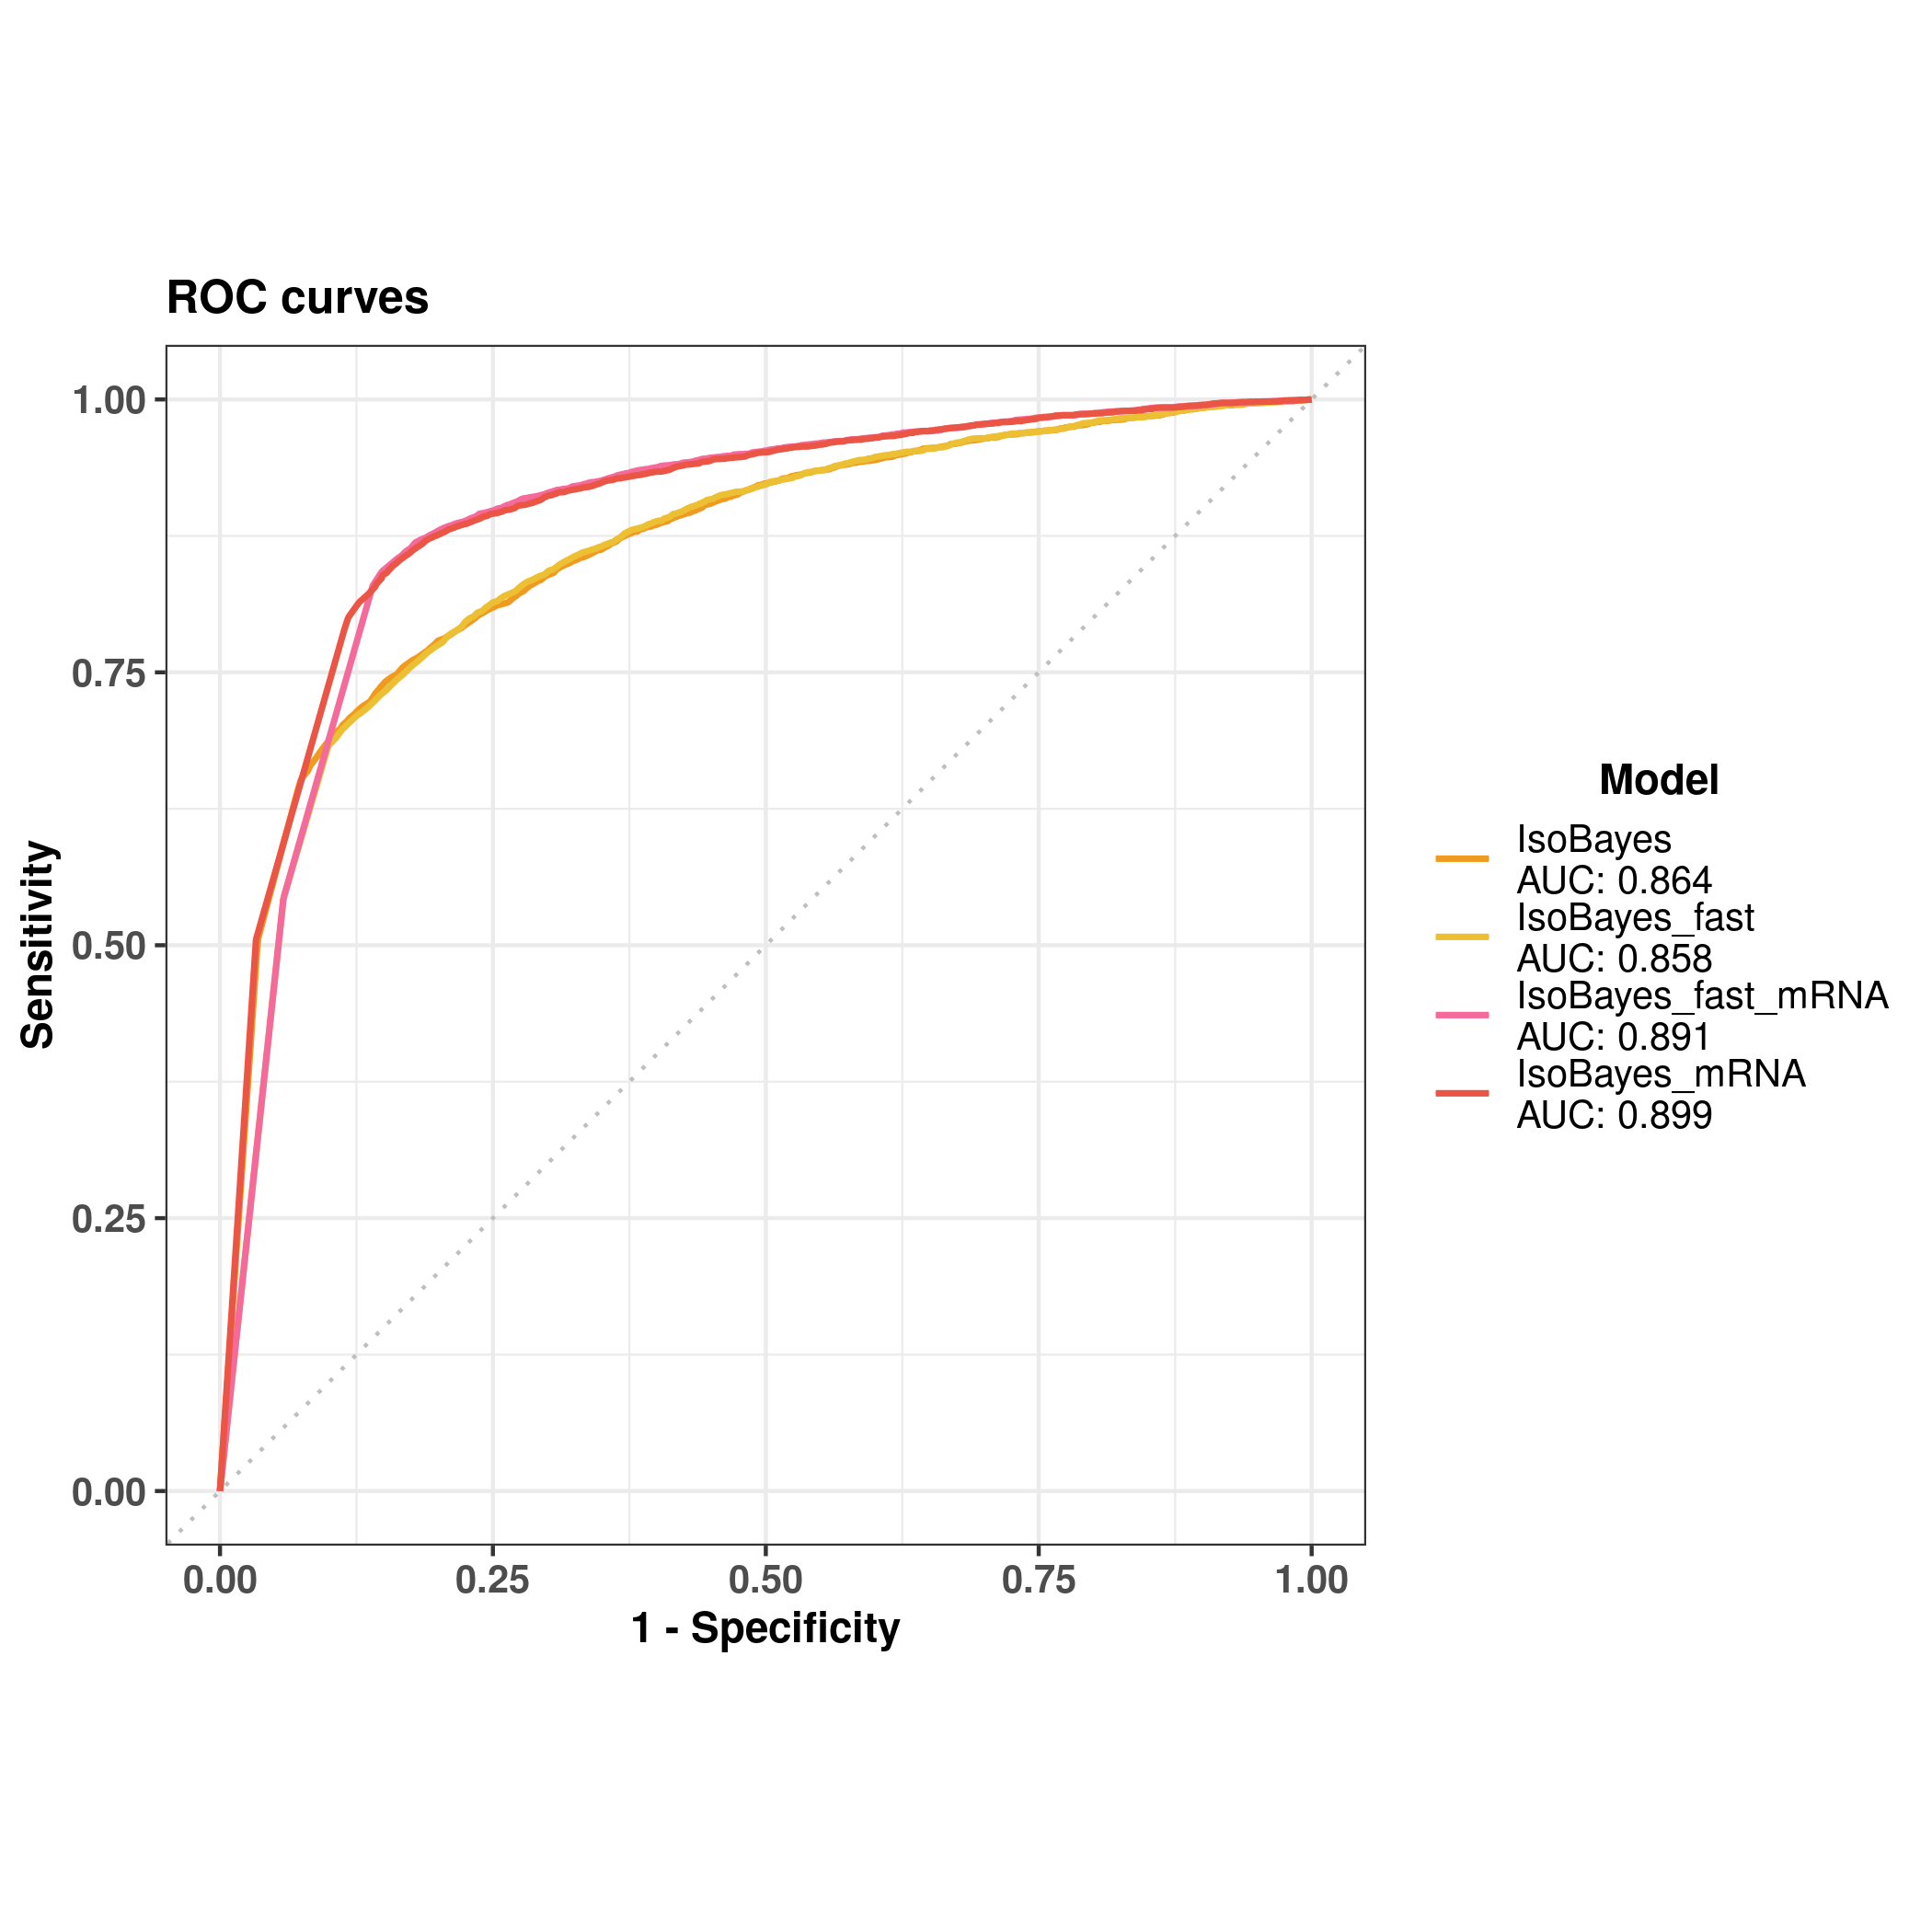 ROC curves
1.00
0.75
0.50
0.25
0.00
Sensitivity
0.00 0.25 0.50 0.75 1.00
1 - Specificity
Model
IsoBayes
AUC: 0.864
IsoBayes_fast
AUC: 0.858
IsoBayes_fast_mRNA
AUC: 0.891
IsoBayes_mRNA
AUC: 0.899